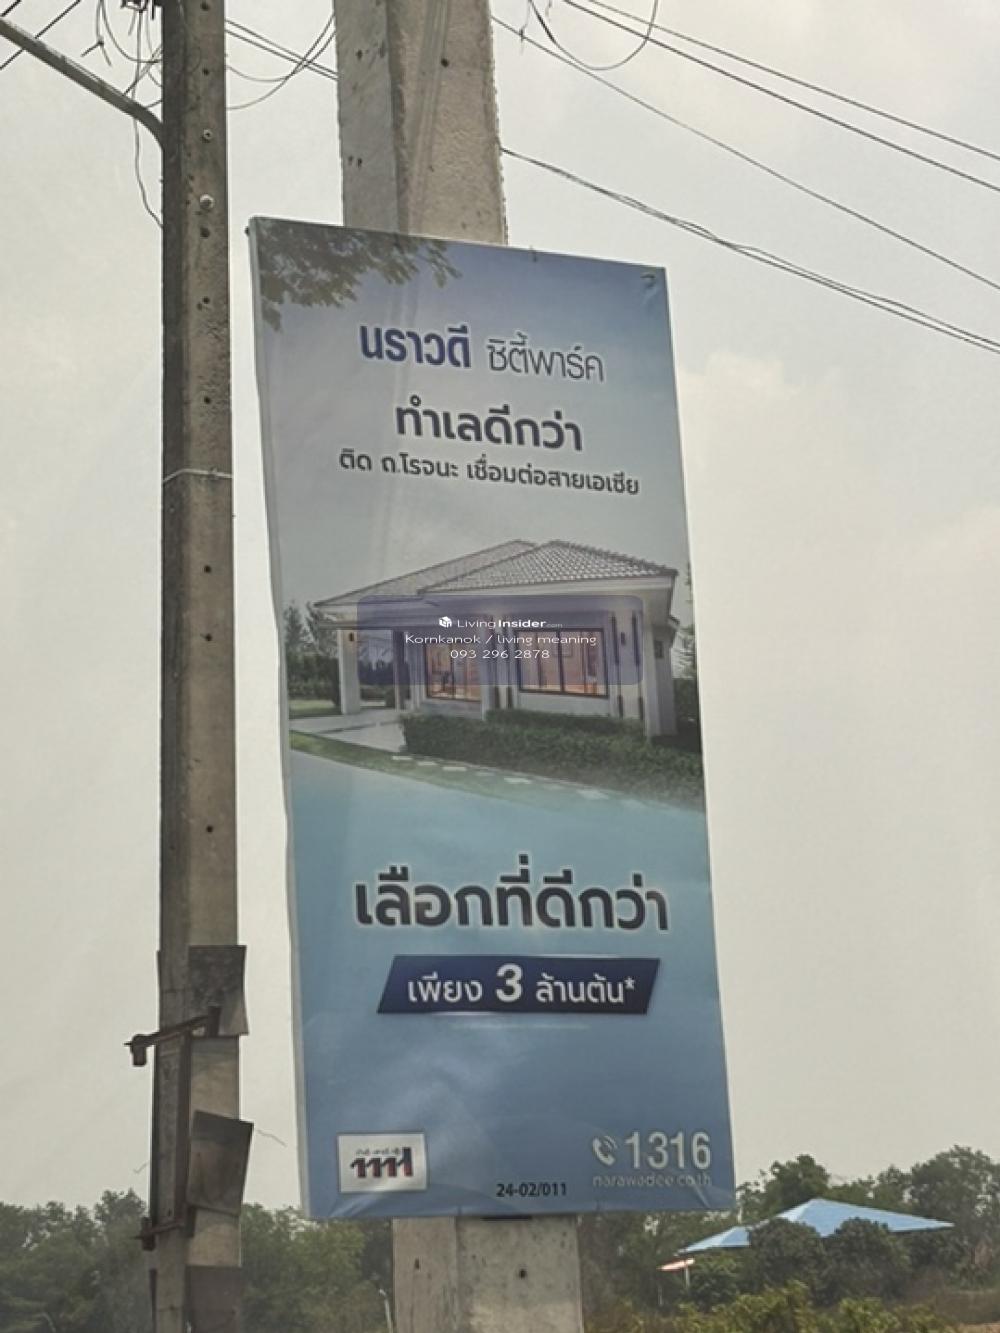 นราวดี ซิตี้พาร์ค
ทำเลดีกว่า
ติด ถ.โรจนะ เชื่อมต่อสายเอเซีย
LivingInsider.com
Kornkanok / living meaning
093 296 2878
เลือกที่ดีกว่า
เพียง 3 ล้านต้น*
1316
narawadee.co.th
24-02/011